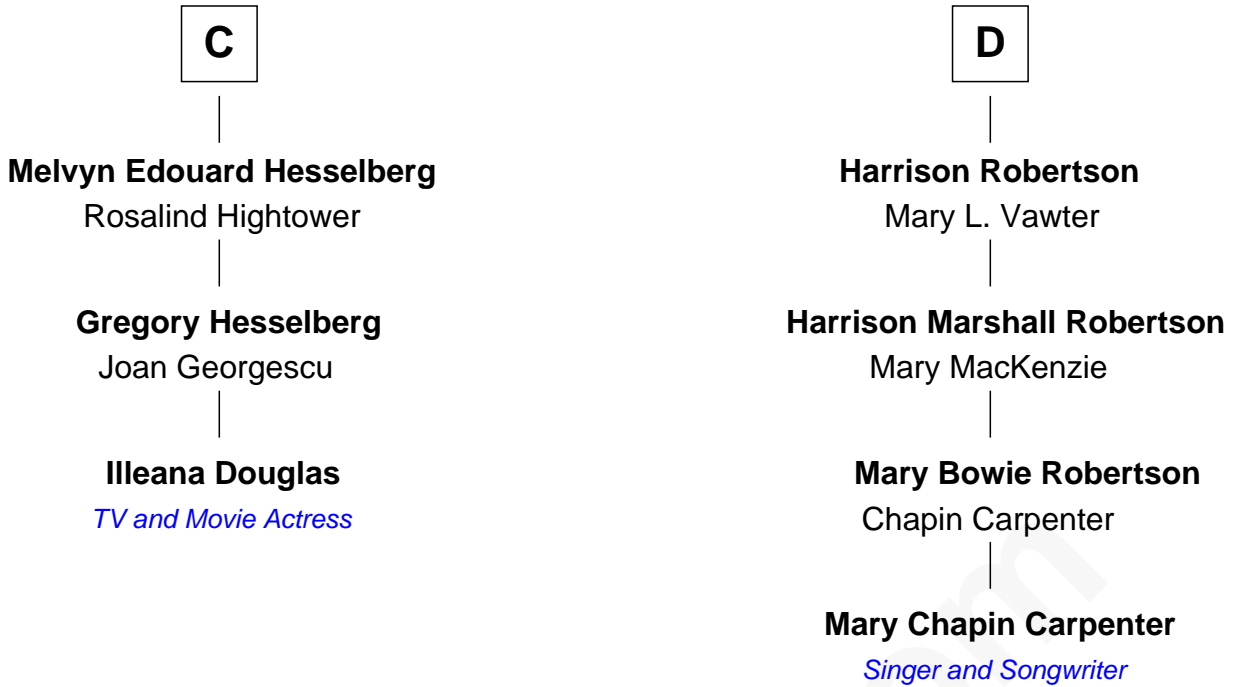 C
Melvyn Edouard Hesselberg
Rosalind Hightower
Gregory Hesselberg
Joan Georgescu
Illeana Douglas
TV and Movie Actress
D
Harrison Robertson
Mary L. Vawter
Harrison Marshall Robertson
Mary MacKenzie
Mary Bowie Robertson
Chapin Carpenter
Mary Chapin Carpenter
Singer and Songwriter